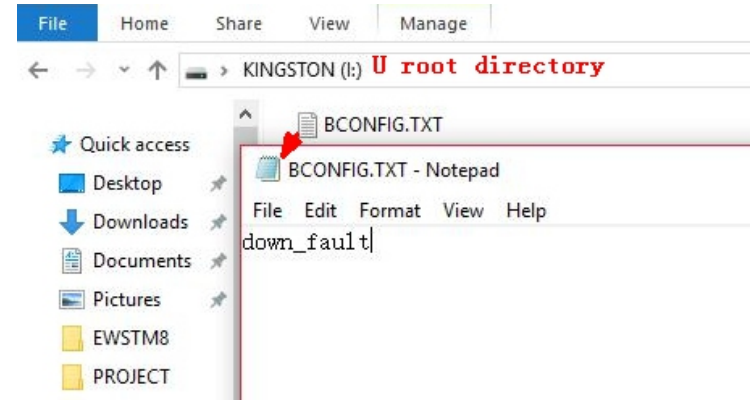 File Home Share View Manage
KINGSTON (I:) U root directory
BCONFIG.TXT
Quick access
BCONFIG.TXT - Notepad
Desktop
File Edit Format View Help
Downloads
down_fault
Documents
Pictures
EWSTM8
PROJECT